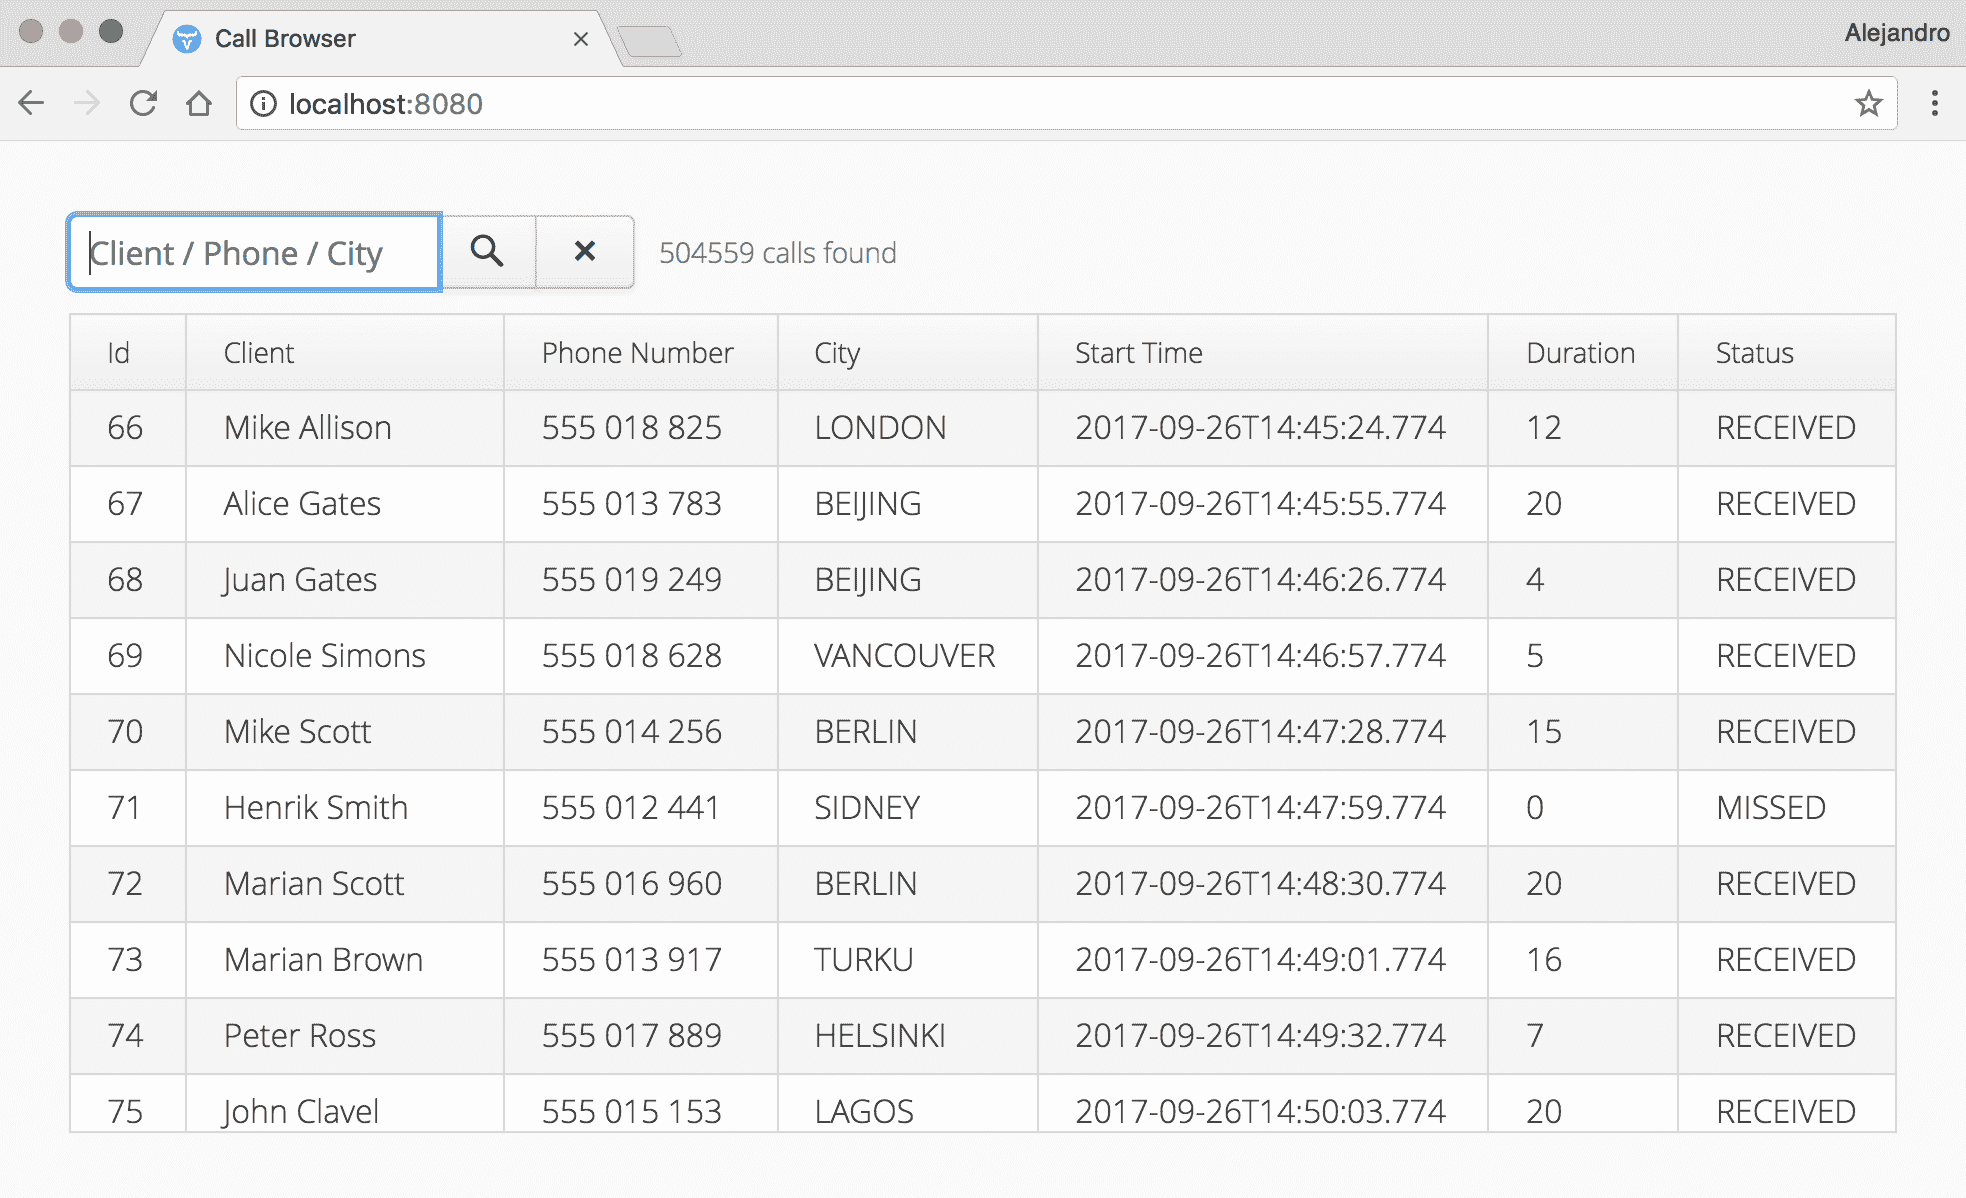 Call Browser
Alejandro
localhost:8080
Client / Phone / City
504559 calls found
Id Client Phone Number City Start Time Duration Status
66 Mike Allison 555 018 825 LONDON 2017-09-26T14:45:24.774 12 RECEIVED
67 Alice Gates 555 013 783 BEIJING 2017-09-26T14:45:55.774 20 RECEIVED
68 Juan Gates 555 019 249 BEIJING 2017-09-26T14:46:26.774 4 RECEIVED
69 Nicole Simons 555 018 628 VANCOUVER 2017-09-26T14:46:57.774 5 RECEIVED
70 Mike Scott 555 014 256 BERLIN 2017-09-26T14:47:28.774 15 RECEIVED
71 Henrik Smith 555 012 441 SIDNEY 2017-09-26T14:47:59.774 0 MISSED
72 Marian Scott 555 016 960 BERLIN 2017-09-26T14:48:30.774 20 RECEIVED
73 Marian Brown 555 013 917 TURKU 2017-09-26T14:49:01.774 16 RECEIVED
74 Peter Ross 555 017 889 HELSINKI 2017-09-26T14:49:32.774 7 RECEIVED
75 John Clavel 555 015 153 LAGOS 2017-09-26T14:50:03.774 20 RECEIVED